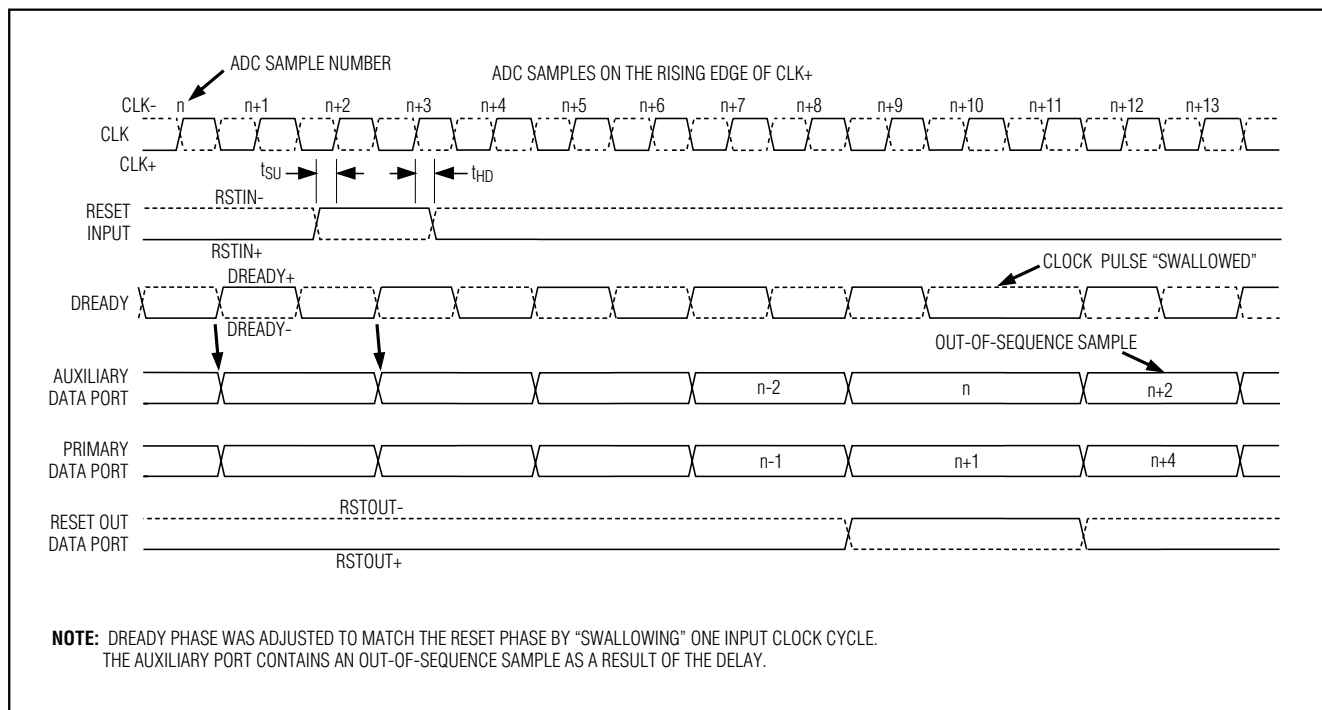 ADC SAMPLE NUMBER
ADC SAMPLES ON THE RISING EDGE OF CLK+
CLK- n n+1 n+2 n+3 n+4 n+5 n+6 n+7 n+8 n+9 n+10 n+11 n+12 n+13
CLK
CLK+
tSU tHD
RSTIN-
RESET
INPUT
RSTIN+
CLOCK PULSE “SWALLOWED”
DREADY+
DREADY
DREADY-
OUT-OF-SEQUENCE SAMPLE
AUXILIARY
DATA PORT
n-2 n n+2
PRIMARY
DATA PORT
n-1 n+1 n+4
RSTOUT-
RESET OUT
DATA PORT
RSTOUT+
NOTE: DREADY PHASE WAS ADJUSTED TO MATCH THE RESET PHASE BY “SWALLOWING” ONE INPUT CLOCK CYCLE.
THE AUXILIARY PORT CONTAINS AN OUT-OF-SEQUENCE SAMPLE AS A RESULT OF THE DELAY.